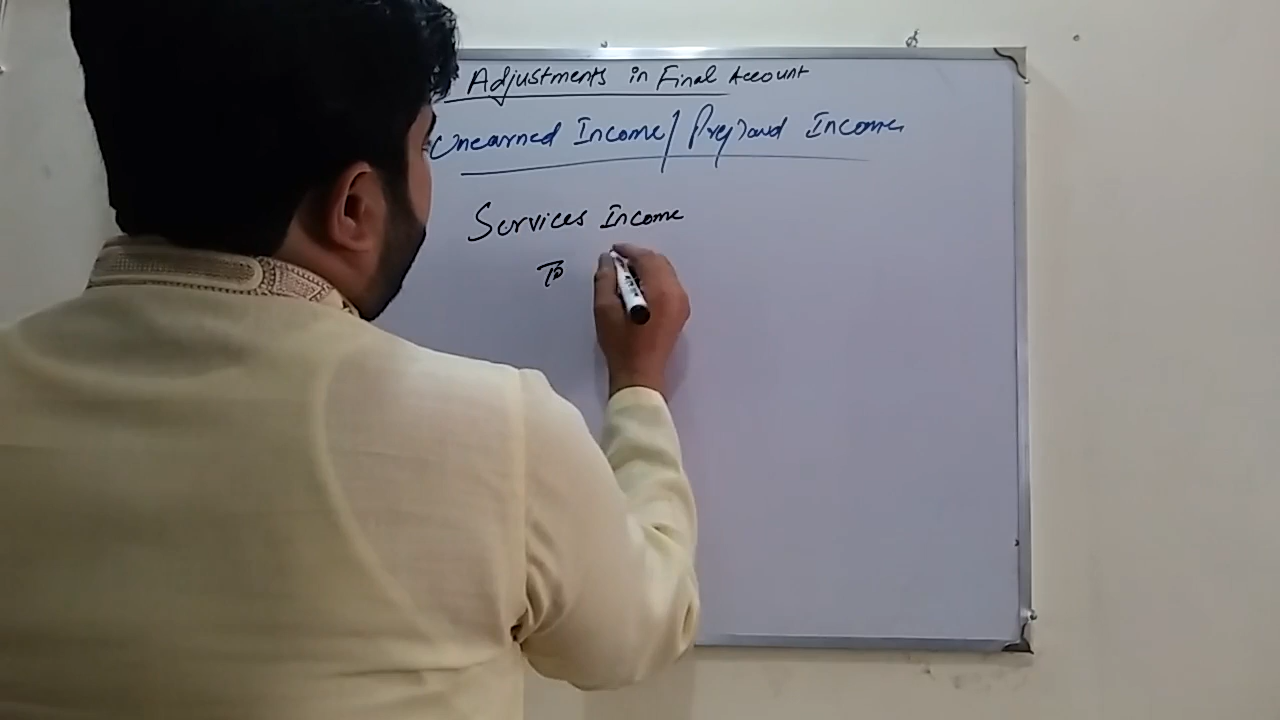 Adjustments in Final Account
Unearned Income / Prepaid Income
Services Income
To